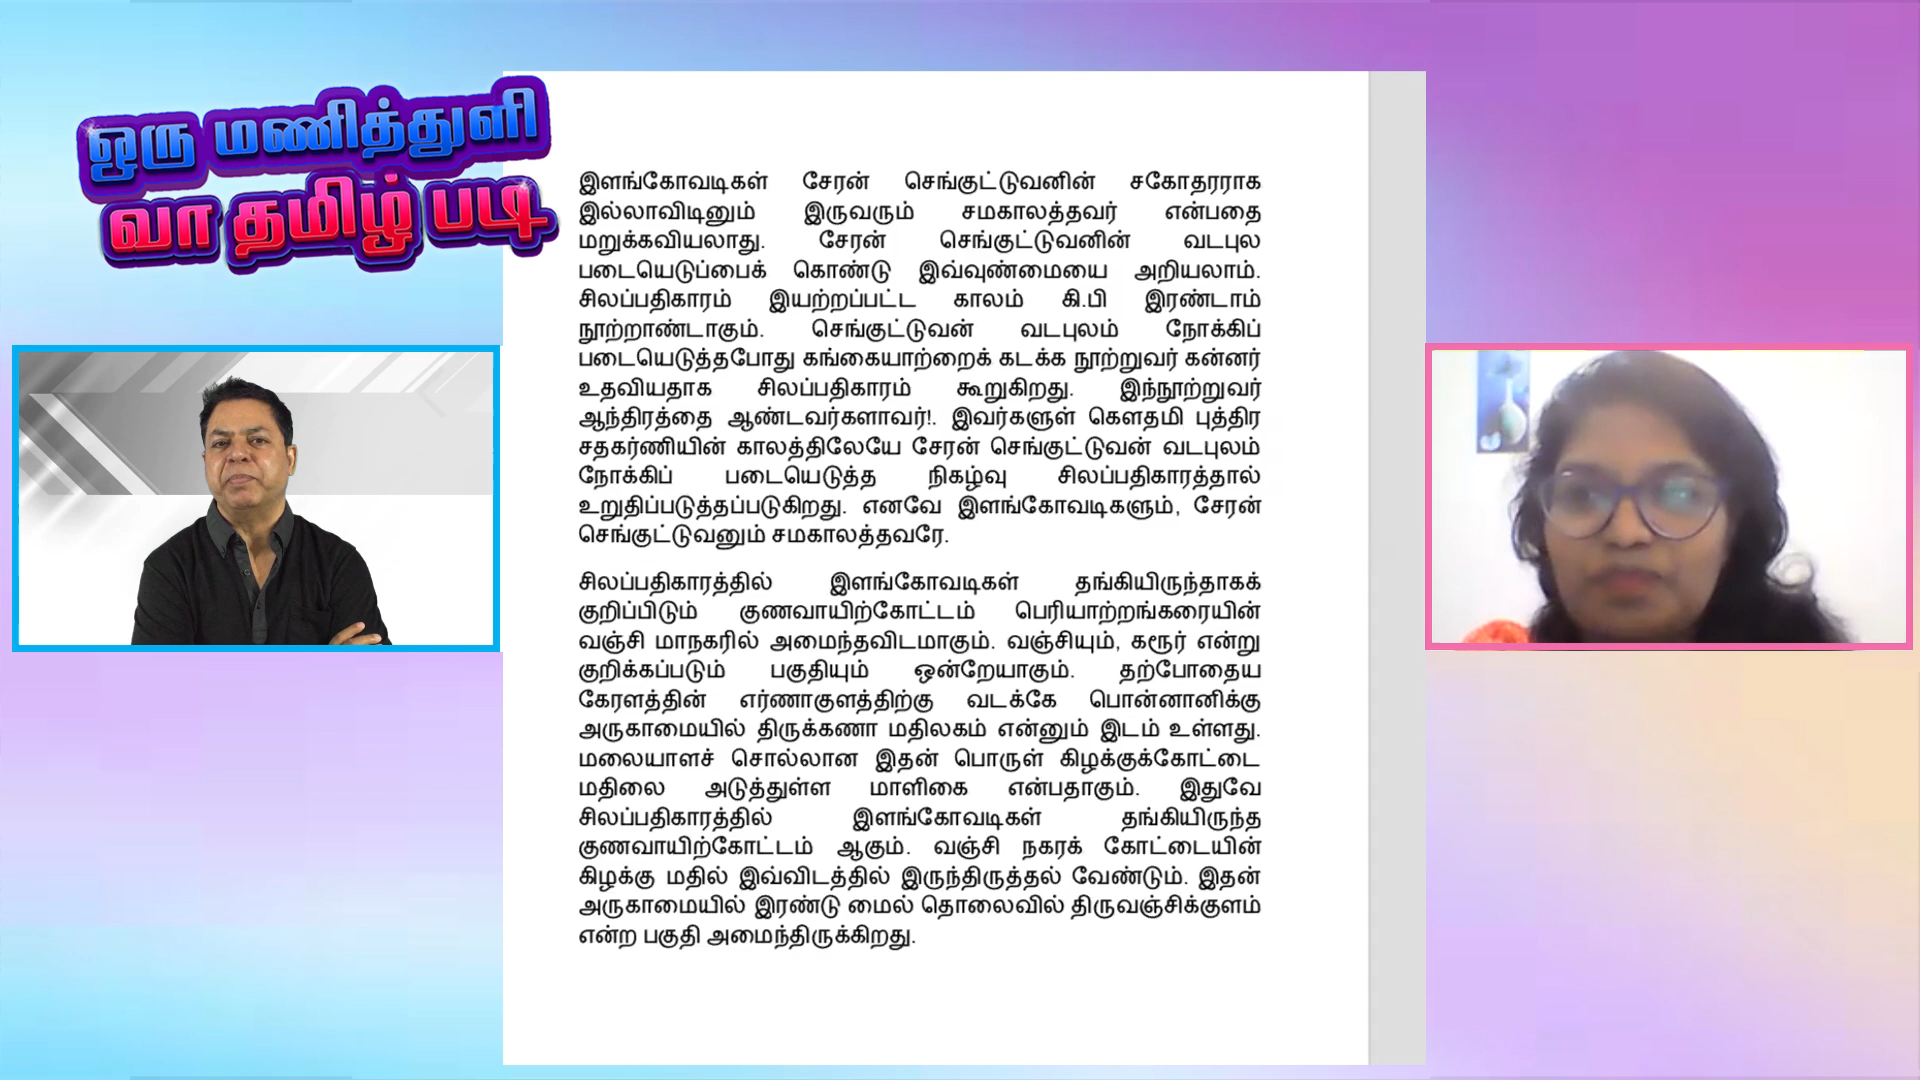 ஒரு மணித்துளி
வா தமிழ் படி
இளங்கோவடிகள் சேரன் செங்குட்டுவனின் சகோதரராக
இல்லாவிடினும் இருவரும் சமகாலத்தவர் என்பதை
மறுக்கவியலாது. சேரன் செங்குட்டுவனின் வடபுல
படையெடுப்பைக் கொண்டு இவ்வுண்மையை அறியலாம்.
சிலப்பதிகாரம் இயற்றப்பட்ட காலம் கி.பி இரண்டாம்
நூற்றாண்டாகும். செங்குட்டுவன் வடபுலம் நோக்கிப்
படையெடுத்தபோது கங்கையாற்றைக் கடக்க நூற்றுவர் கன்னர்
உதவியதாக சிலப்பதிகாரம் கூறுகிறது. இந்நூற்றுவர்
ஆந்திரத்தை ஆண்டவர்களாவர்!. இவர்களுள் கௌதமி புத்திர
சதகர்ணியின் காலத்திலேயே சேரன் செங்குட்டுவன் வடபுலம்
நோக்கிப் படையெடுத்த நிகழ்வு சிலப்பதிகாரத்தால்
உறுதிப்படுத்தப்படுகிறது. எனவே இளங்கோவடிகளும், சேரன்
செங்குட்டுவனும் சமகாலத்தவரே.
சிலப்பதிகாரத்தில் இளங்கோவடிகள் தங்கியிருந்தாகக்
குறிப்பிடும் குணவாயிற்கோட்டம் பெரியாற்றங்கரையின்
வஞ்சி மாநகரில் அமைந்தவிடமாகும். வஞ்சியும், கரூர் என்று
குறிக்கப்படும் பகுதியும் ஒன்றேயாகும். தற்போதைய
கேரளத்தின் எர்ணாகுளத்திற்கு வடக்கே பொன்னானிக்கு
அருகாமையில் திருக்கணா மதிலகம் என்னும் இடம் உள்ளது.
மலையாளச் சொல்லான இதன் பொருள் கிழக்குக்கோட்டை
மதிலை அடுத்துள்ள மாளிகை என்பதாகும். இதுவே
சிலப்பதிகாரத்தில் இளங்கோவடிகள் தங்கியிருந்த
குணவாயிற்கோட்டம் ஆகும். வஞ்சி நகரக் கோட்டையின்
கிழக்கு மதில் இவ்விடத்தில் இருந்திருத்தல் வேண்டும். இதன்
அருகாமையில் இரண்டு மைல் தொலைவில் திருவஞ்சிக்குளம்
என்ற பகுதி அமைந்திருக்கிறது.